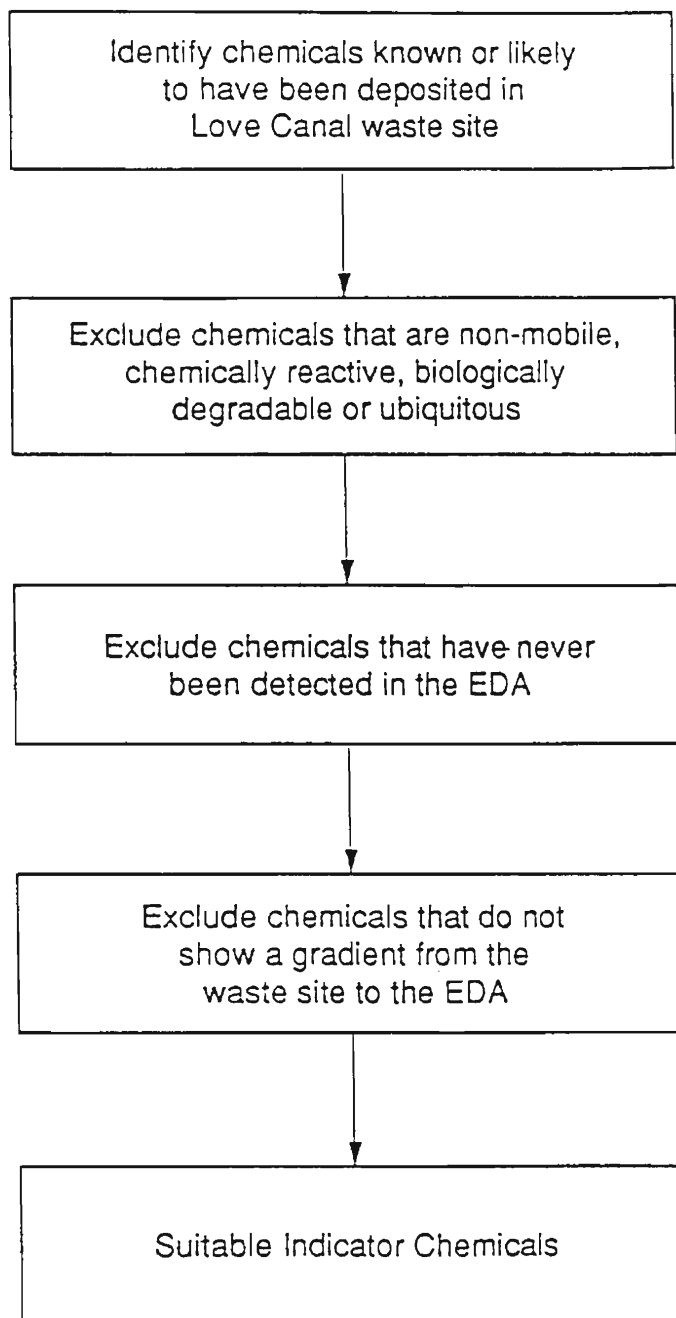 Identify chemicals known or likely
to have been deposited in
Love Canal waste site
Exclude chemicals that are non-mobile,
chemically reactive, biologically
degradable or ubiquitous
Exclude chemicals that have never
been detected in the EDA
Exclude chemicals that do not
show a gradient from the
waste site to the EDA
Suitable Indicator Chemicals